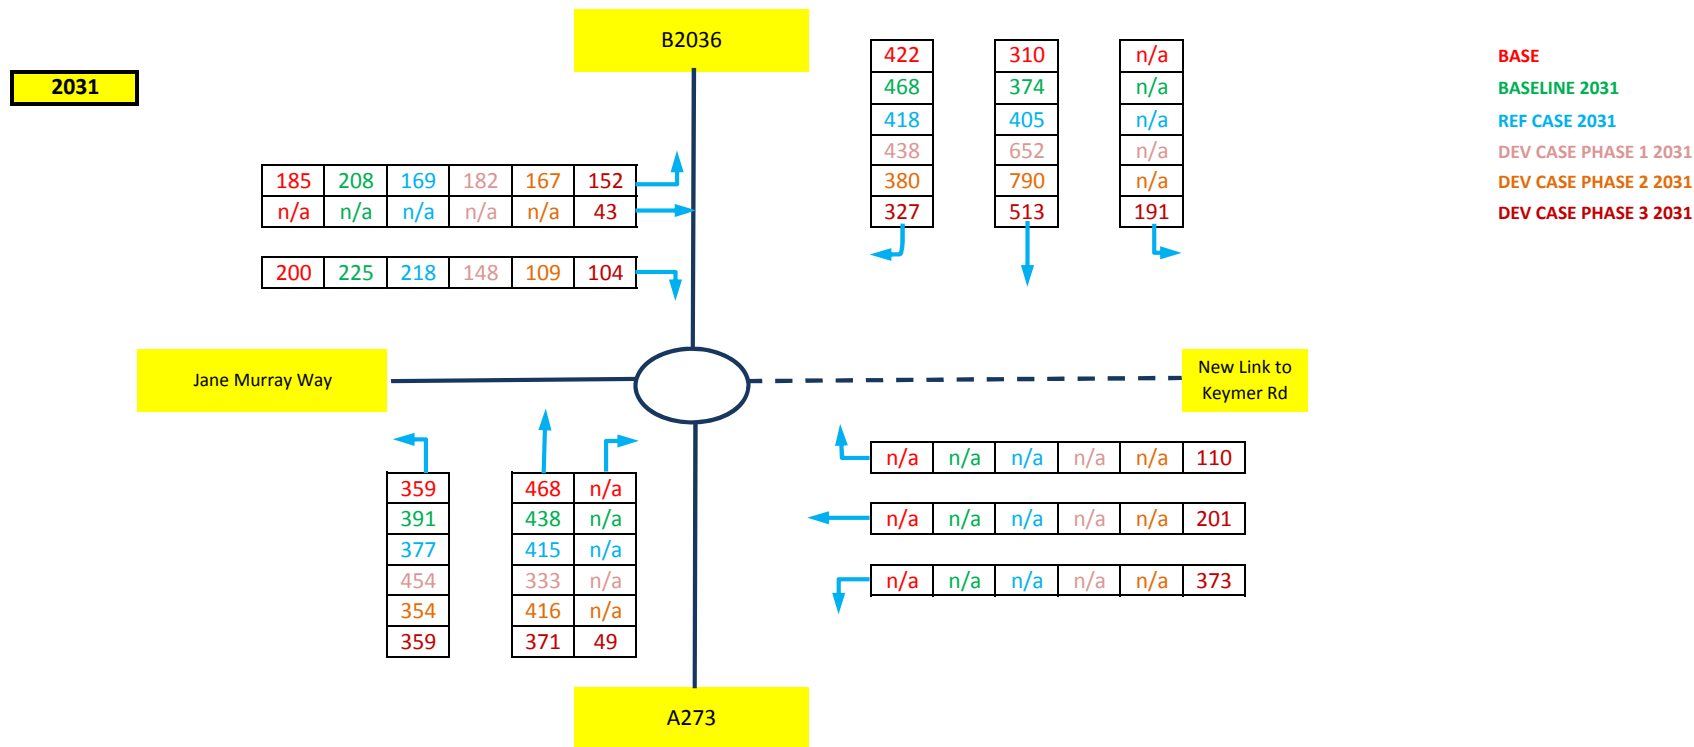 B2036
2031
422 310 n/a
468 374 n/a
418 405 n/a
438 652 n/a
380 790 n/a
327 513 191
BASE
BASELINE 2031
REF CASE 2031
DEV CASE PHASE 1 2031
DEV CASE PHASE 2 2031
DEV CASE PHASE 3 2031
185 208 169 182 167 152
n/a n/a n/a n/a n/a 43
200 225 218 148 109 104
Jane Murray Way
New Link to
Keymer Rd
359 468 n/a
391 438 n/a
377 415 n/a
454 333 n/a
354 416 n/a
359 371 49
n/a n/a n/a n/a n/a 110
n/a n/a n/a n/a n/a 201
n/a n/a n/a n/a n/a 373
A273